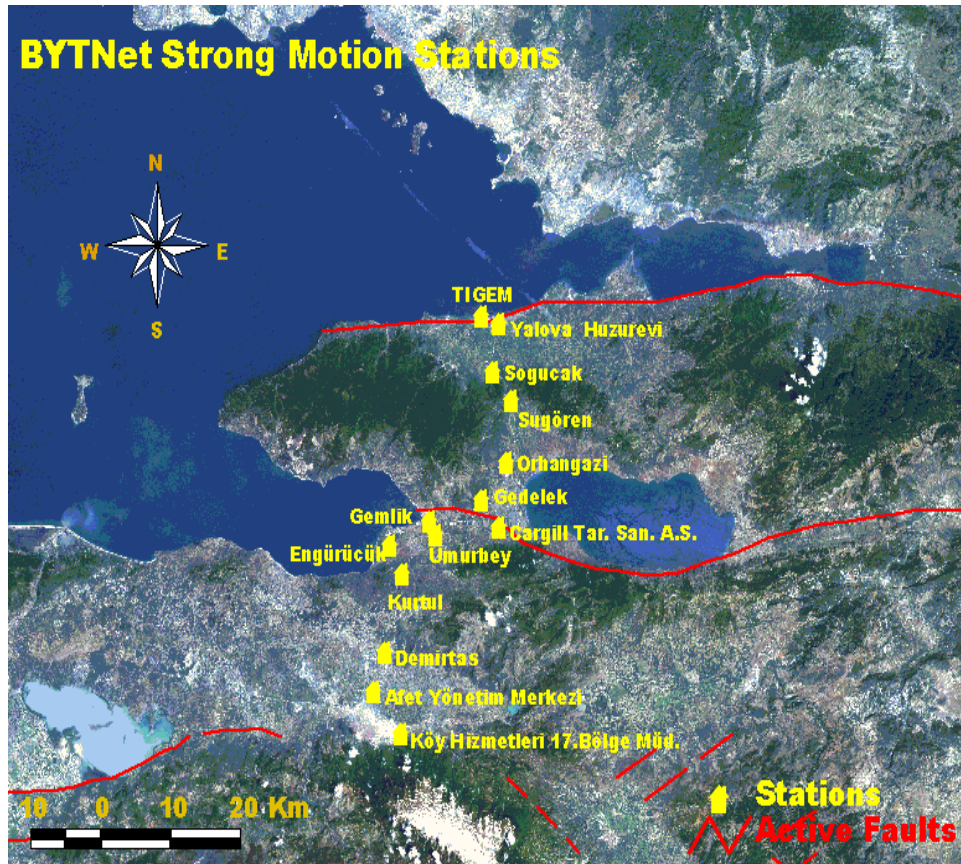 BYTNet Strong Motion Stations
N
W E
S
TIGEM
Yalova Huzurevi
Sogucak
Sugören
Orhangazi
Gedelek
Gemlik
Cargill Tar. San. A.S.
Engürücük
Umurbey
Kurtul
Demirtas
Afet Yönetim Merkezi
Köy Hizmetleri 17.Bölge Müd.
10 0 10 20 Km
Stations
Active Faults